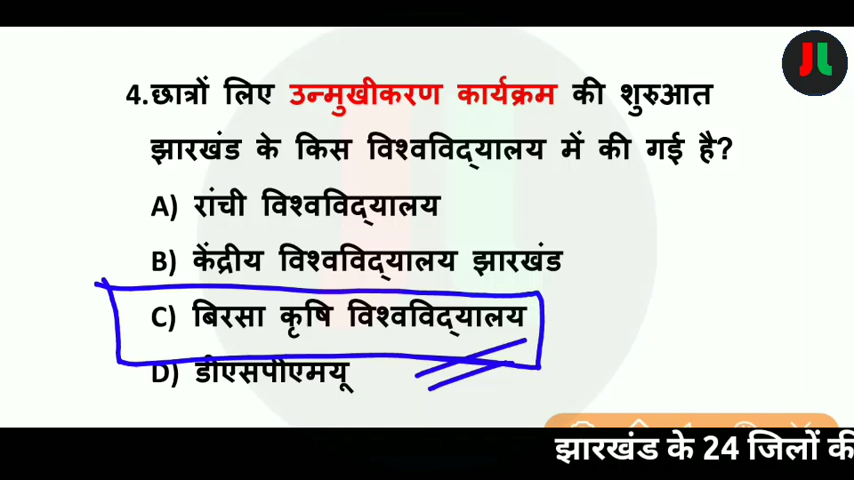 JL
4.छात्रों लिए उन्मुखीकरण कार्यक्रम की शुरुआत
झारखंड के किस विश्वविद्यालय में की गई है?
A) रांची विश्वविद्यालय
B) केंद्रीय विश्वविद्यालय झारखंड
C) बिरसा कृषि विश्वविद्यालय
D) डीएसपीएमयू
झारखंड के 24 जिलों की